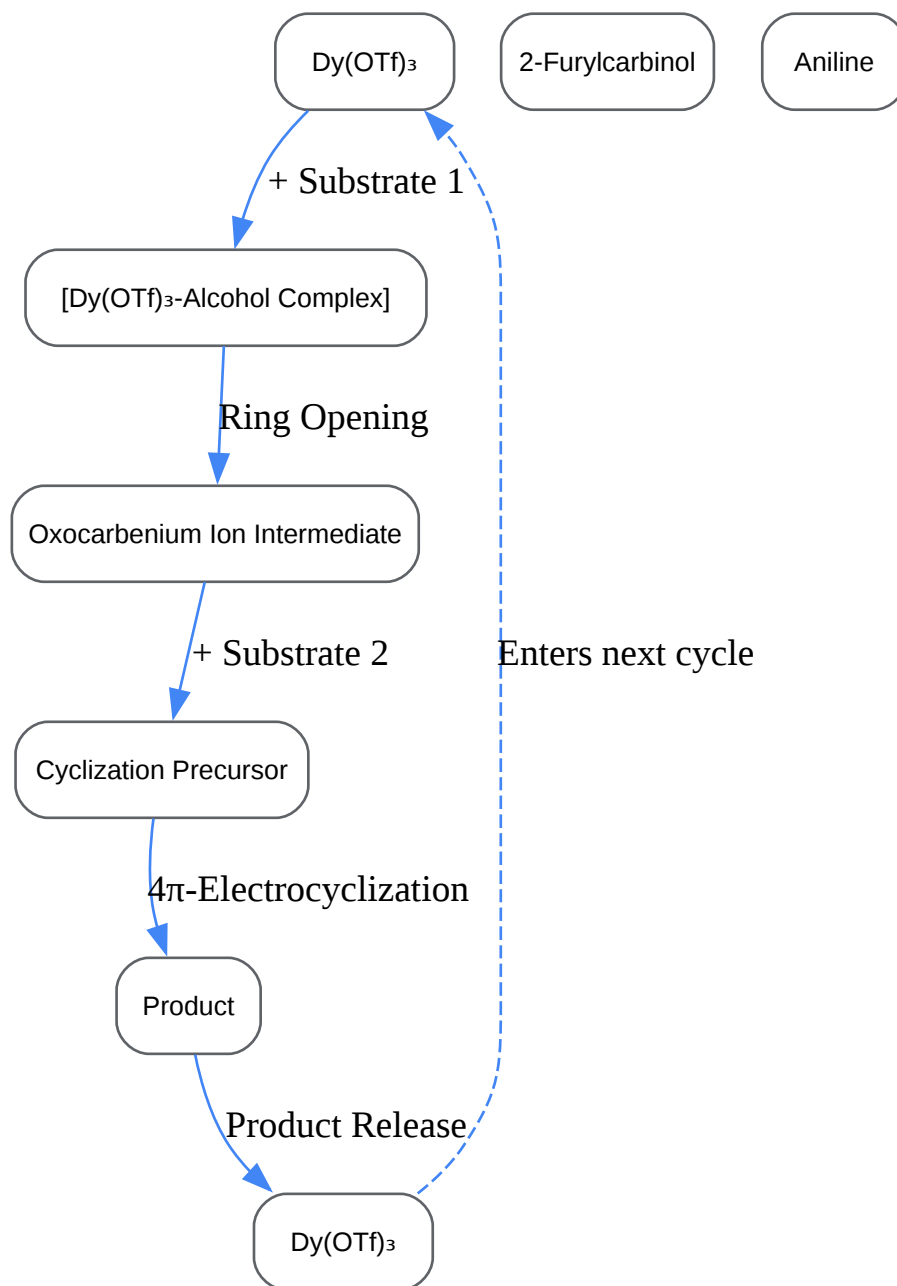 Dy(OTf)₃
2-Furylcarbinol
Aniline
+ Substrate 1
[Dy(OTf)₃-Alcohol Complex]
Ring Opening
Oxocarbenium Ion Intermediate
+ Substrate 2
Enters next cycle
Cyclization Precursor
4π-Electrocyclization
Product
Product Release
Dy(OTf)₃